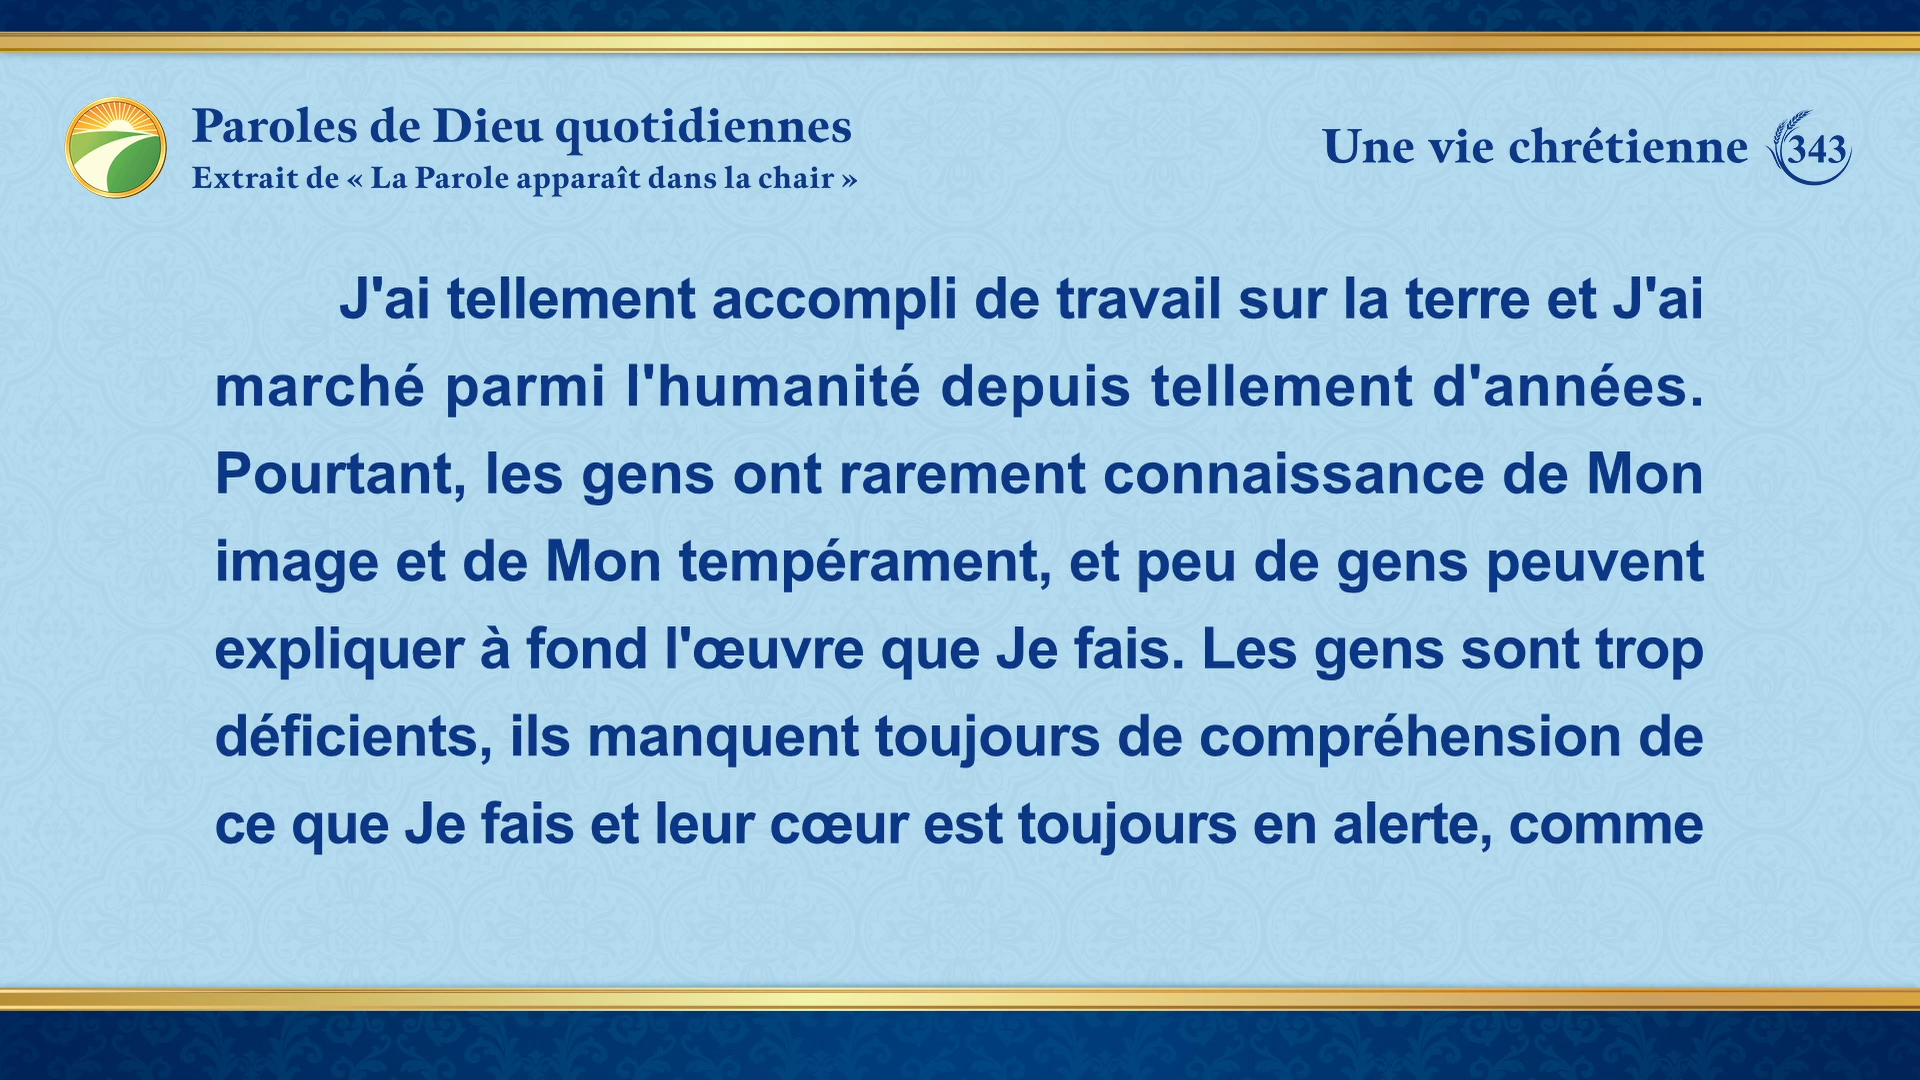 Paroles de Dieu quotidiennes
Extrait de « La Parole apparaît dans la chair »
Une vie chrétienne 343
J'ai tellement accompli de travail sur la terre et J'ai
marché parmi l'humanité depuis tellement d'années.
Pourtant, les gens ont rarement connaissance de Mon
image et de Mon tempérament, et peu de gens peuvent
expliquer à fond l'œuvre que Je fais. Les gens sont trop
déficients, ils manquent toujours de compréhension de
ce que Je fais et leur cœur est toujours en alerte, comme